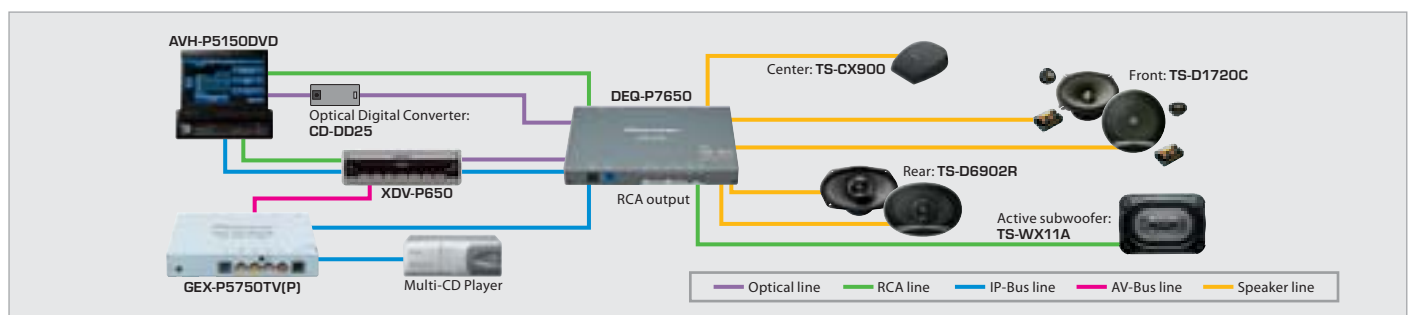 AVH-P5150DVD
Optical Digital Converter:
CD-DD25
XDV-P650
GEX-P5750TV(P)
Multi-CD Player
DEQ-P7650
RCA output
Center: TS-CX900
Front: TS-D1720C
Rear: TS-D6902R
Active subwoofer:
TS-WX11A
Optical line
RCA line
IP-Bus line
AV-Bus line
Speaker line